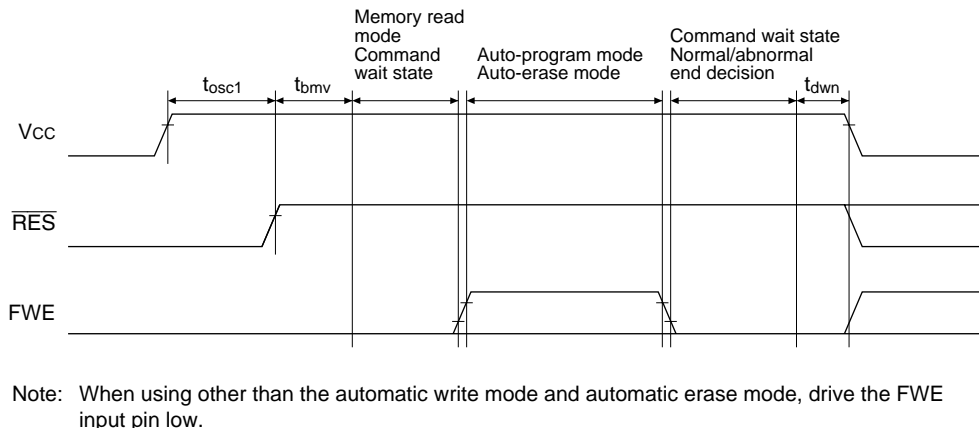 Memory read
mode
Command
wait state
Auto-program mode
Auto-erase mode
Command wait state
Normal/abnormal
end decision
tosc1
tbmv
tdwn
VCC
RES
FWE
Note: When using other than the automatic write mode and automatic erase mode, drive the FWE
input pin low.